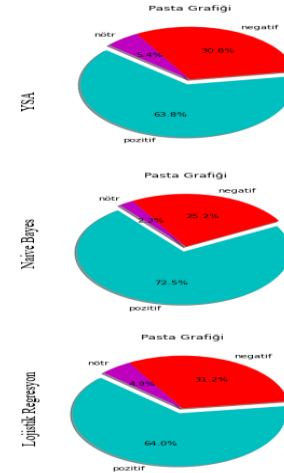 Pasta Grafiği
nötr
negatif
5.4%
30.8%
YSA
63.8%
pozitif
Pasta Grafiği
nötr
negatif
2.3%
25.2%
Naive Bayes
72.5%
pozitif
Pasta Grafiği
nötr
negatif
4.9%
31.2%
Lojistik Regresyon
64.0%
pozitif